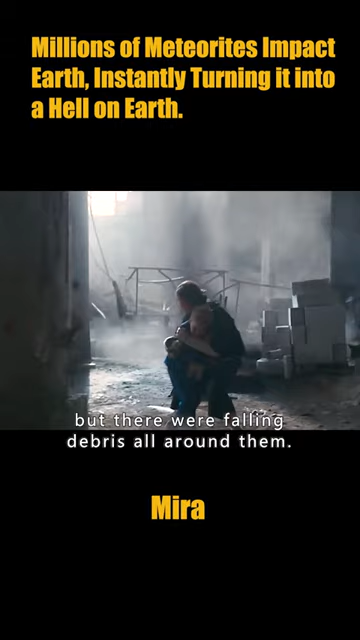 Millions of Meteorites Impact
Earth, Instantly Turning it into
a Hell on Earth.
but there were falling
debris all around them.
Mira